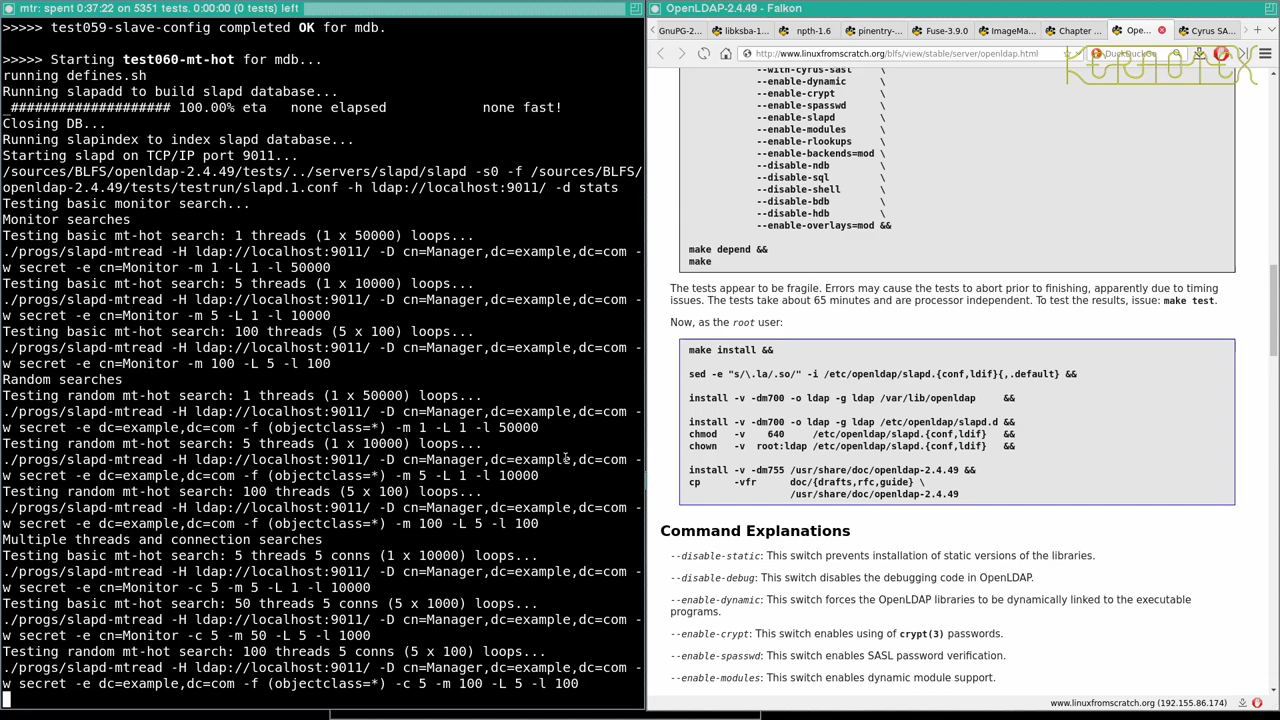 mtr: spent 0:37:22 on 5351 tests. 0:00:00 (0 tests) left
>>>>> test059-slave-config completed OK for mdb.
>>>>> Starting test060-mt-hot for mdb...
running defines.sh
Running slapadd to build slapd database...
_################### 100.00% eta   none elapsed             none fast!
Closing DB...
Running slapindex to index slapd database...
Starting slapd on TCP/IP port 9011...
/sources/BLFS/openldap-2.4.49/tests/../servers/slapd/slapd -s0 -f /sources/BLFS/
openldap-2.4.49/tests/testrun/slapd.1.conf -h ldap://localhost:9011/ -d stats
Testing basic monitor search...
Monitor searches
Testing basic mt-hot search: 1 threads (1 x 50000) loops...
./progs/slapd-mtread -H ldap://localhost:9011/ -D cn=Manager,dc=example,dc=com -
w secret -e cn=Monitor -m 1 -L 1 -l 50000
Testing basic mt-hot search: 5 threads (1 x 10000) loops...
./progs/slapd-mtread -H ldap://localhost:9011/ -D cn=Manager,dc=example,dc=com -
w secret -e cn=Monitor -m 5 -L 1 -l 10000
Testing basic mt-hot search: 100 threads (5 x 100) loops...
./progs/slapd-mtread -H ldap://localhost:9011/ -D cn=Manager,dc=example,dc=com -
w secret -e cn=Monitor -m 100 -L 5 -l 100
Random searches
Testing random mt-hot search: 1 threads (1 x 50000) loops...
./progs/slapd-mtread -H ldap://localhost:9011/ -D cn=Manager,dc=example,dc=com -
w secret -e dc=example,dc=com -f (objectclass=*) -m 1 -L 1 -l 50000
Testing random mt-hot search: 5 threads (1 x 10000) loops...
./progs/slapd-mtread -H ldap://localhost:9011/ -D cn=Manager,dc=example,dc=com -
w secret -e dc=example,dc=com -f (objectclass=*) -m 5 -L 1 -l 10000
Testing random mt-hot search: 100 threads (5 x 100) loops...
./progs/slapd-mtread -H ldap://localhost:9011/ -D cn=Manager,dc=example,dc=com -
w secret -e dc=example,dc=com -f (objectclass=*) -m 100 -L 5 -l 100
Multiple threads and connection searches
Testing basic mt-hot search: 5 threads 5 conns (1 x 10000) loops...
./progs/slapd-mtread -H ldap://localhost:9011/ -D cn=Manager,dc=example,dc=com -
w secret -e cn=Monitor -c 5 -m 5 -L 1 -l 10000
Testing basic mt-hot search: 50 threads 5 conns (5 x 1000) loops...
./progs/slapd-mtread -H ldap://localhost:9011/ -D cn=Manager,dc=example,dc=com -
w secret -e cn=Monitor -c 5 -m 50 -L 5 -l 1000
Testing random mt-hot search: 100 threads 5 conns (5 x 100) loops...
./progs/slapd-mtread -H ldap://localhost:9011/ -D cn=Manager,dc=example,dc=com -
w secret -e dc=example,dc=com -f (objectclass=*) -c 5 -m 100 -L 5 -l 100
OpenLDAP-2.4.49 - Falkon
GnuPG-2... libksba-1... npth-1.6 pinentry-... Fuse-3.9.0 ImageMa... Chapter ... Ope... Cyrus SA...
http://www.linuxfromscratch.org/blfs/view/stable/server/openldap.html DuckDuckGo
--with-cyrus-sasl \
--enable-dynamic \
--enable-crypt \
--enable-spasswd \
--enable-slapd \
--enable-modules \
--enable-rlookups \
--enable-backends=mod \
--disable-ndb \
--disable-sql \
--disable-shell \
--disable-bdb \
--disable-hdb \
--enable-overlays=mod &&
make depend &&
make
The tests appear to be fragile. Errors may cause the tests to abort prior to finishing, apparently due to timing
issues. The tests take about 65 minutes and are processor independent. To test the results, issue: make test.
Now, as the root user:
make install &&
sed -e "s/\.la/.so/" -i /etc/openldap/slapd.{conf,ldif}{,.default} &&
install -v -dm700 -o ldap -g ldap /var/lib/openldap     &&
install -v -dm700 -o ldap -g ldap /etc/openldap/slapd.d &&
chmod   -v    640     /etc/openldap/slapd.{conf,ldif}   &&
chown   -v  root:ldap /etc/openldap/slapd.{conf,ldif}   &&
install -v -dm755 /usr/share/doc/openldap-2.4.49 &&
cp      -vfr      doc/{drafts,rfc,guide} \
/usr/share/doc/openldap-2.4.49
Command Explanations
--disable-static: This switch prevents installation of static versions of the libraries.
--disable-debug: This switch disables the debugging code in OpenLDAP.
--enable-dynamic: This switch forces the OpenLDAP libraries to be dynamically linked to the executable
programs.
--enable-crypt: This switch enables using of crypt(3) passwords.
--enable-spasswd: This switch enables SASL password verification.
--enable-modules: This switch enables dynamic module support.
www.linuxfromscratch.org (192.155.86.174)